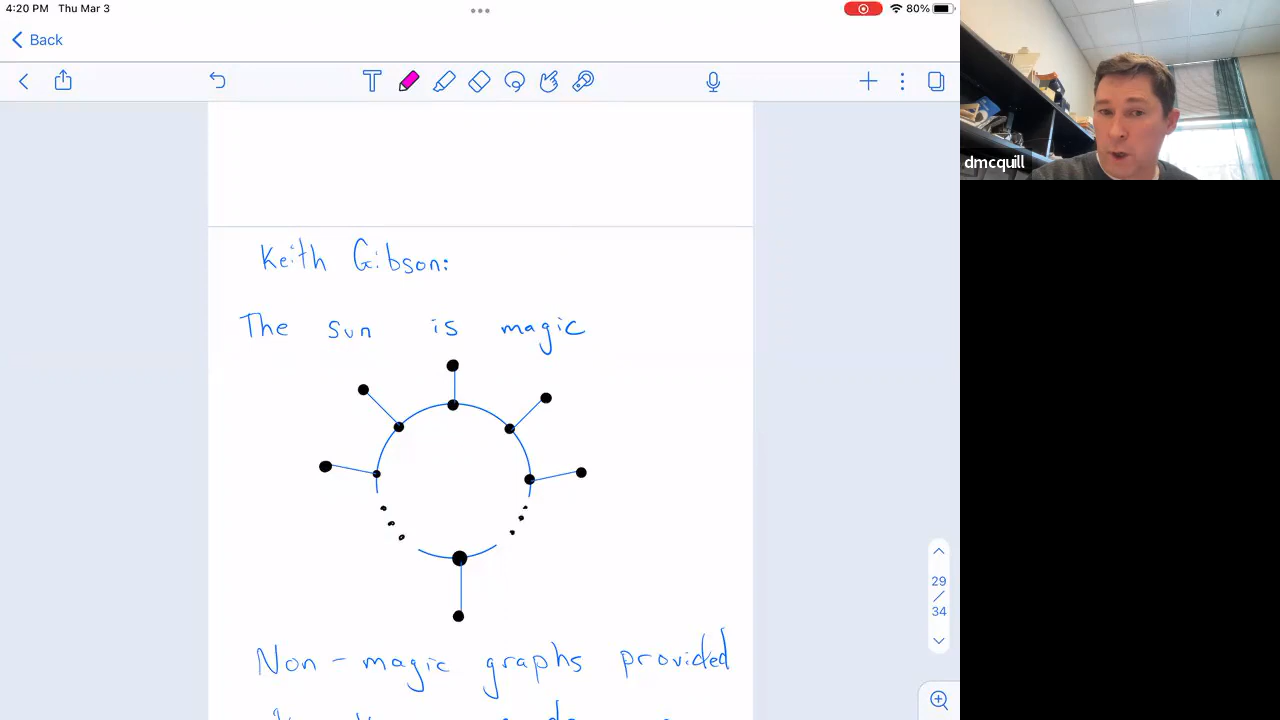 4:20 PM Thu Mar 3
80%
Back
dmcquill
Keith Gibson:
The sun is magic
29
34
Non-magic graphs provided